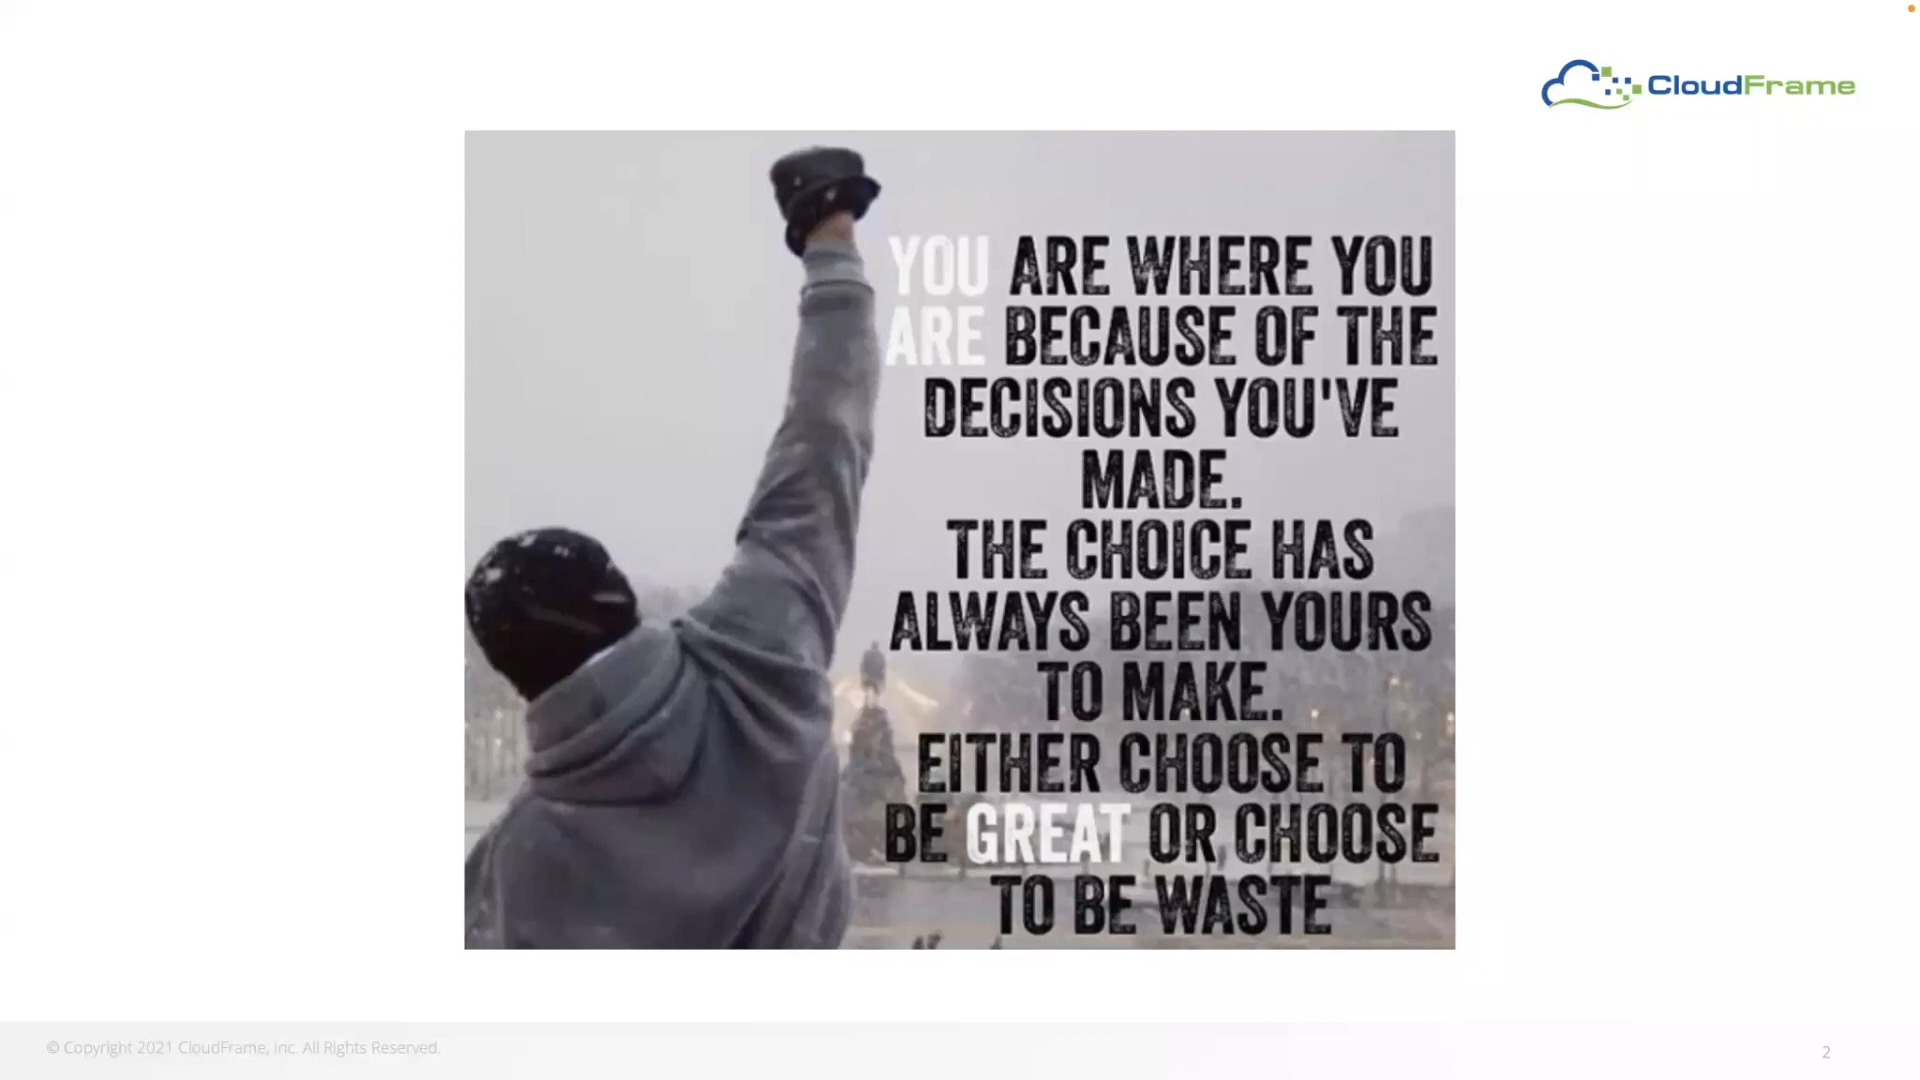 CloudFrame
YOU ARE WHERE YOU
ARE BECAUSE OF THE
DECISIONS YOU'VE
MADE.
THE CHOICE HAS
ALWAYS BEEN YOURS
TO MAKE.
EITHER CHOOSE TO
BE GREAT OR CHOOSE
TO BE WASTE
© Copyright 2021 CloudFrame, Inc. All Rights Reserved.
2